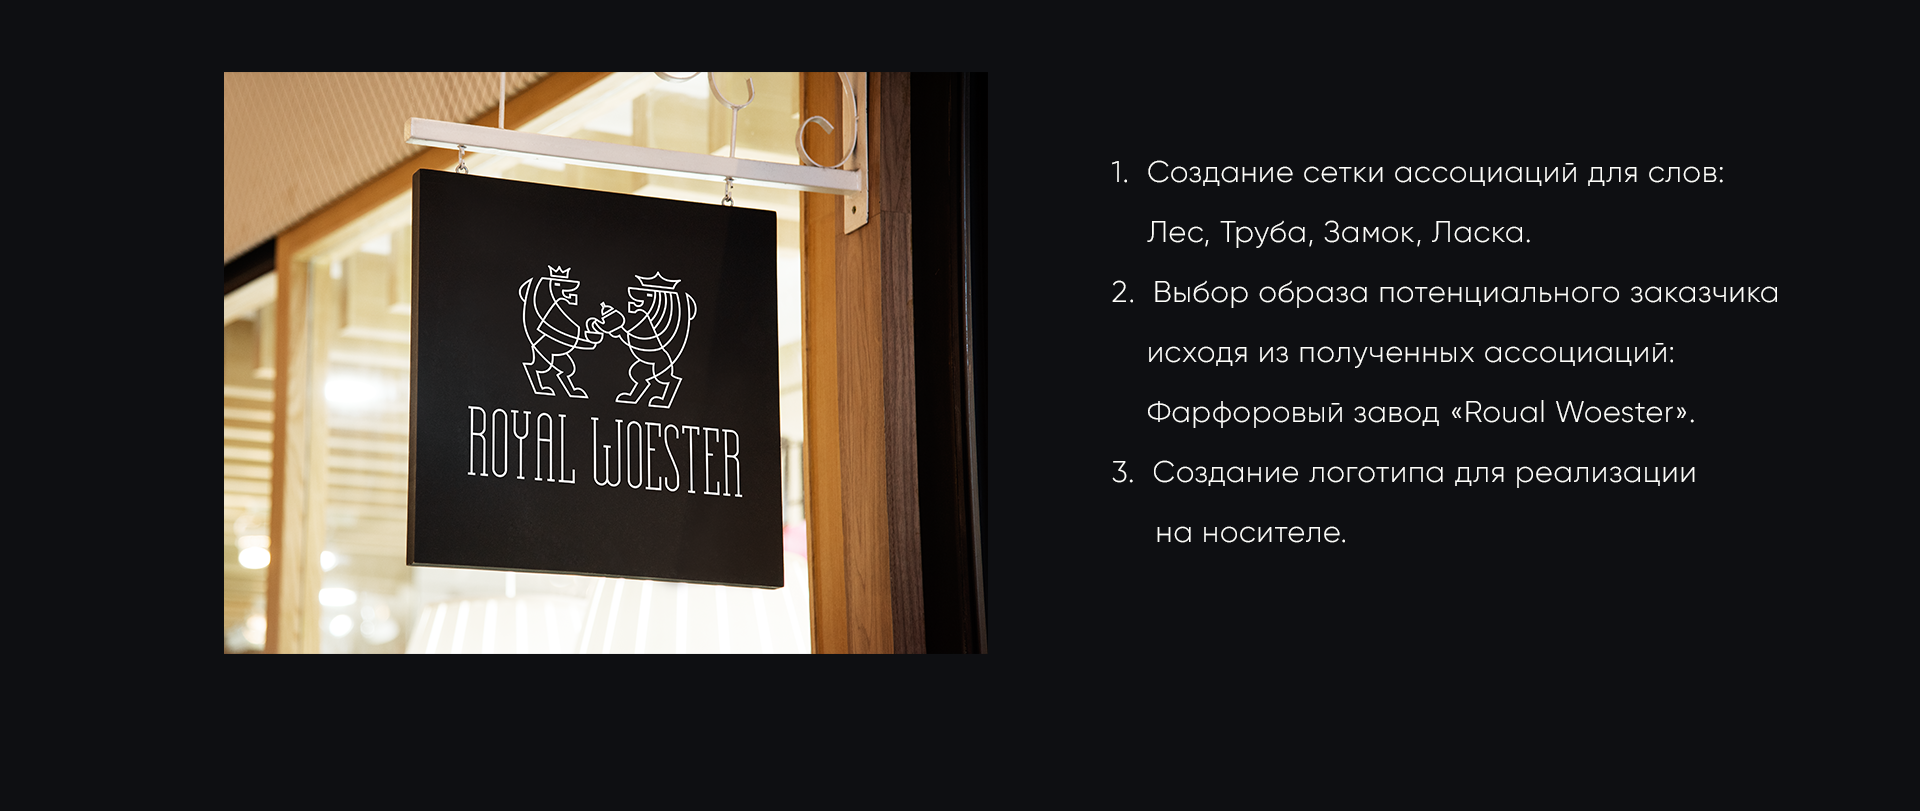 ROYAL WOESTER
1. Создание сетки ассоциаций для слов:
Лес, Труба, Замок, Ласка.
2. Выбор образа потенциального заказчика
исходя из полученных ассоциаций:
Фарфоровый завод «Roual Woester».
3. Создание логотипа для реализации
на носителе.